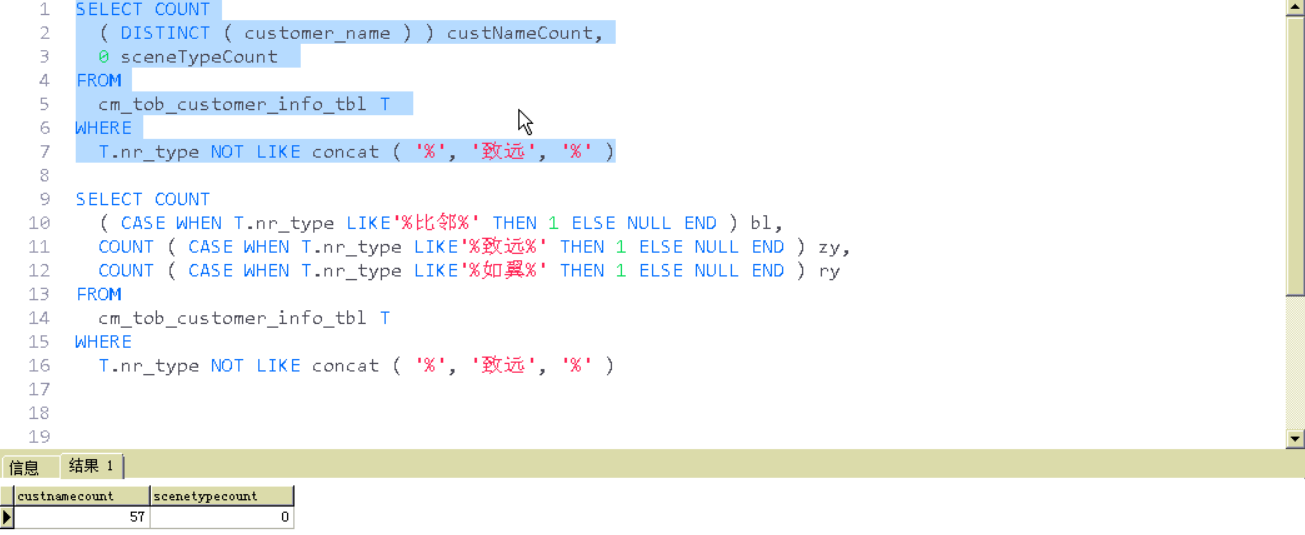 1 SELECT COUNT
2 ( DISTINCT ( customer_name ) ) custNameCount,
3 0 sceneTypeCount
4 FROM
5 cm_tob_customer_info_tbl T
6 WHERE
7 T.nr_type NOT LIKE concat ( '%', '致远', '%' )
8
9 SELECT COUNT
10 ( CASE WHEN T.nr_type LIKE'%比邻%' THEN 1 ELSE NULL END ) bl,
11 COUNT ( CASE WHEN T.nr_type LIKE'%致远%' THEN 1 ELSE NULL END ) zy,
12 COUNT ( CASE WHEN T.nr_type LIKE'%如翼%' THEN 1 ELSE NULL END ) ry
13 FROM
14 cm_tob_customer_info_tbl T
15 WHERE
16 T.nr_type NOT LIKE concat ( '%', '致远', '%' )
17
18
19
信息 结果 1
custnamecount scenetypecount
57 0